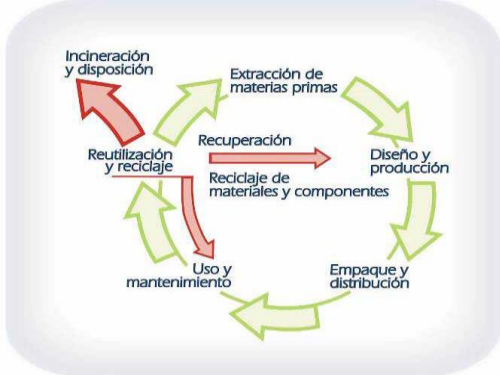 Incineración
y disposición
Extracción de
materias primas
Recuperación
Reutilización
y reciclaje
Diseño y
producción
Reciclaje de
materiales y componentes
Uso y
mantenimiento
Empaque y
distribución